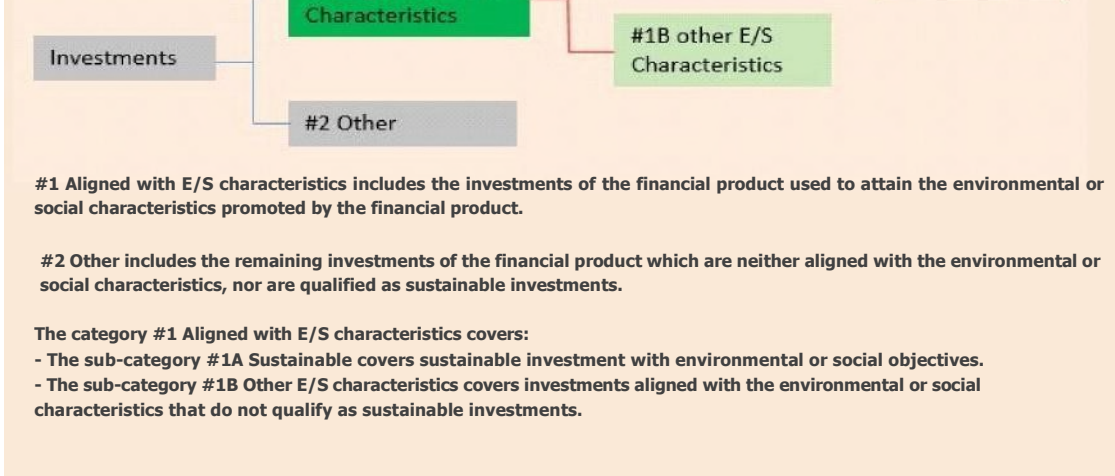 Characteristics
#1B other E/S
Characteristics
Investments
#2 Other
#1 Aligned with E/S characteristics includes the investments of the financial product used to attain the environmental or
social characteristics promoted by the financial product.
#2 Other includes the remaining investments of the financial product which are neither aligned with the environmental or
social characteristics, nor are qualified as sustainable investments.
The category #1 Aligned with E/S characteristics covers:
- The sub-category #1A Sustainable covers sustainable investment with environmental or social objectives.
- The sub-category #1B Other E/S characteristics covers investments aligned with the environmental or social
characteristics that do not qualify as sustainable investments.